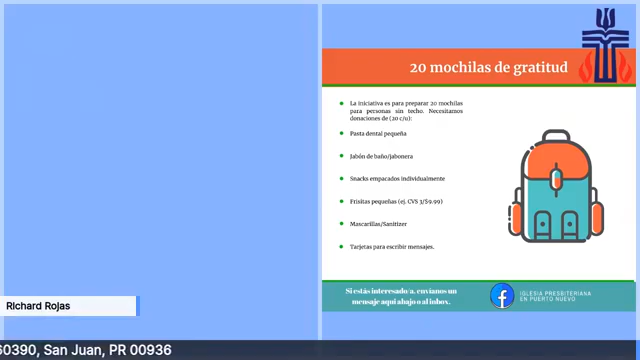 20 mochilas de gratitud
La iniciativa es para preparar 20 mochilas
para personas sin techo. Necesitamos
donaciones de (20 c/u):
Pasta dental pequeña
Jabón de baño/jabonera
Snacks empacados individualmente
Frisitas pequeñas (ej. CVS 3/$9.99)
Mascarillas/Sanitizer
Tarjetas para escribir mensajes.
Si estás interesado/a, envíanos un
mensaje aquí abajo o al inbox.
IGLESIA PRESBITERIANA
EN PUERTO NUEVO
Richard Rojas
60390, San Juan, PR 00936